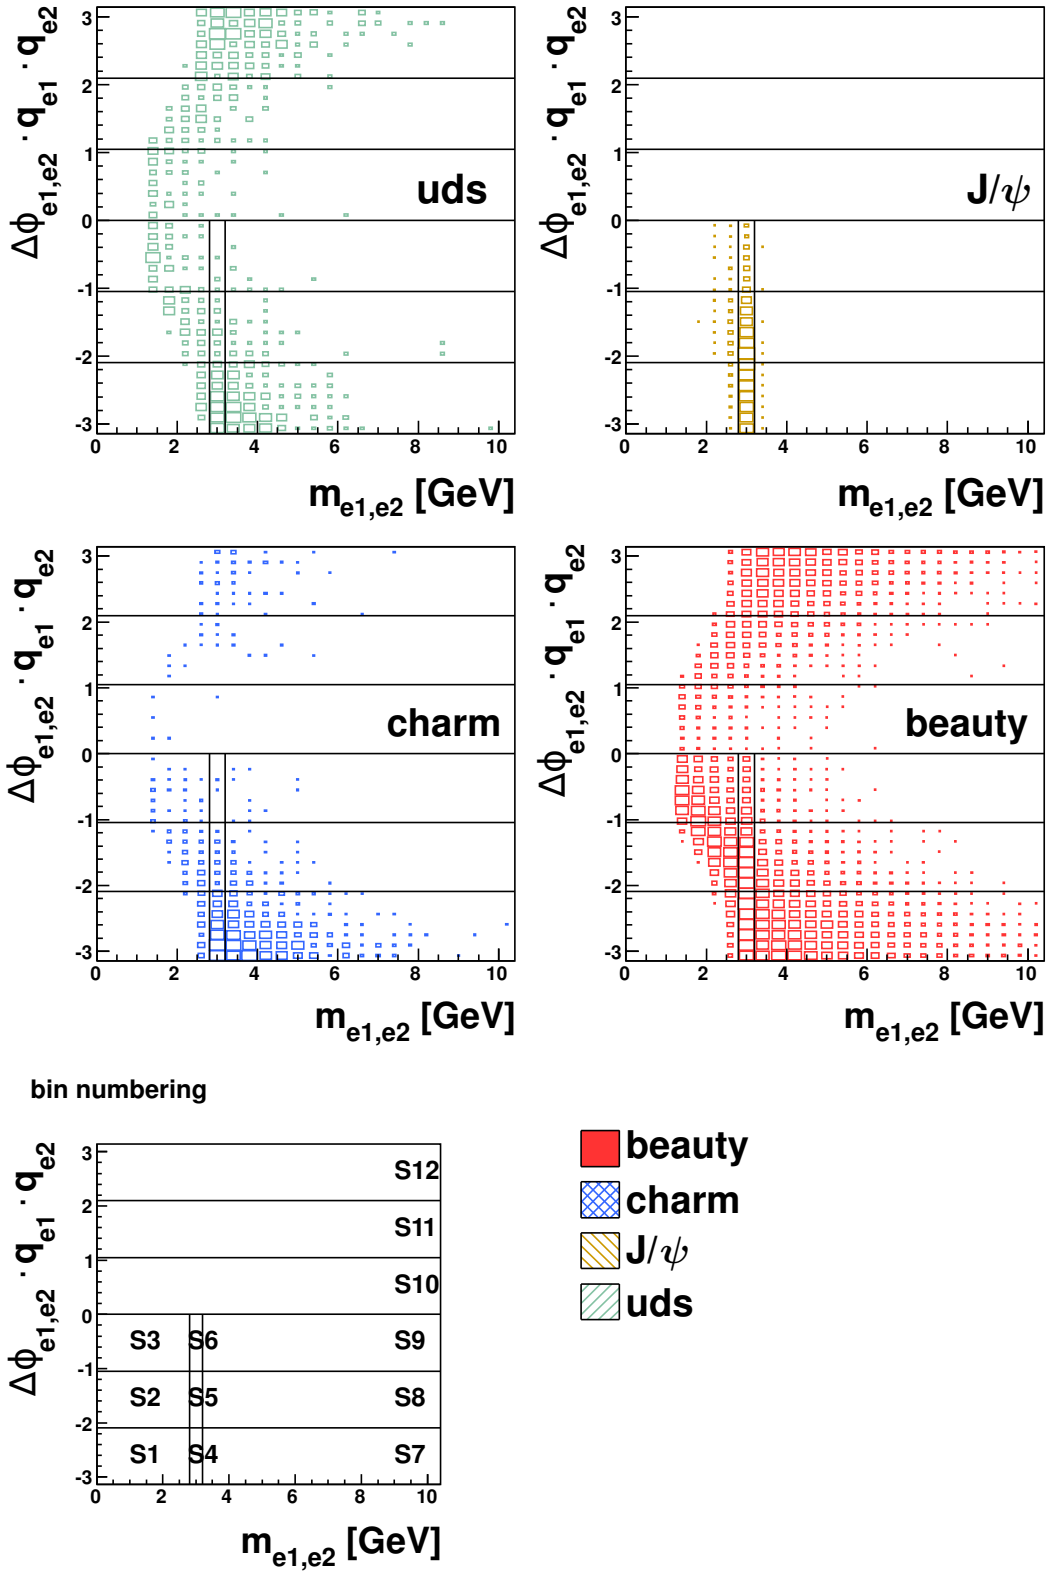 Δϕe1,e2 · qe1 · qe2
3
2
1
0
-1
-2
-3
uds
0 2 4 6 8 10
me1,e2 [GeV]
Δϕe1,e2 · qe1 · qe2
3
2
1
0
-1
-2
-3
J/ψ
0 2 4 6 8 10
me1,e2 [GeV]
Δϕe1,e2 · qe1 · qe2
3
2
1
0
-1
-2
-3
charm
0 2 4 6 8 10
me1,e2 [GeV]
Δϕe1,e2 · qe1 · qe2
3
2
1
0
-1
-2
-3
beauty
0 2 4 6 8 10
me1,e2 [GeV]
bin numbering
Δϕe1,e2 · qe1 · qe2
3
2
1
0
-1
-2
-3
S12
S11
S10
S3 S6 S9
S2 S5 S8
S1 S4 S7
0 2 4 6 8 10
me1,e2 [GeV]
beauty
charm
J/ψ
uds